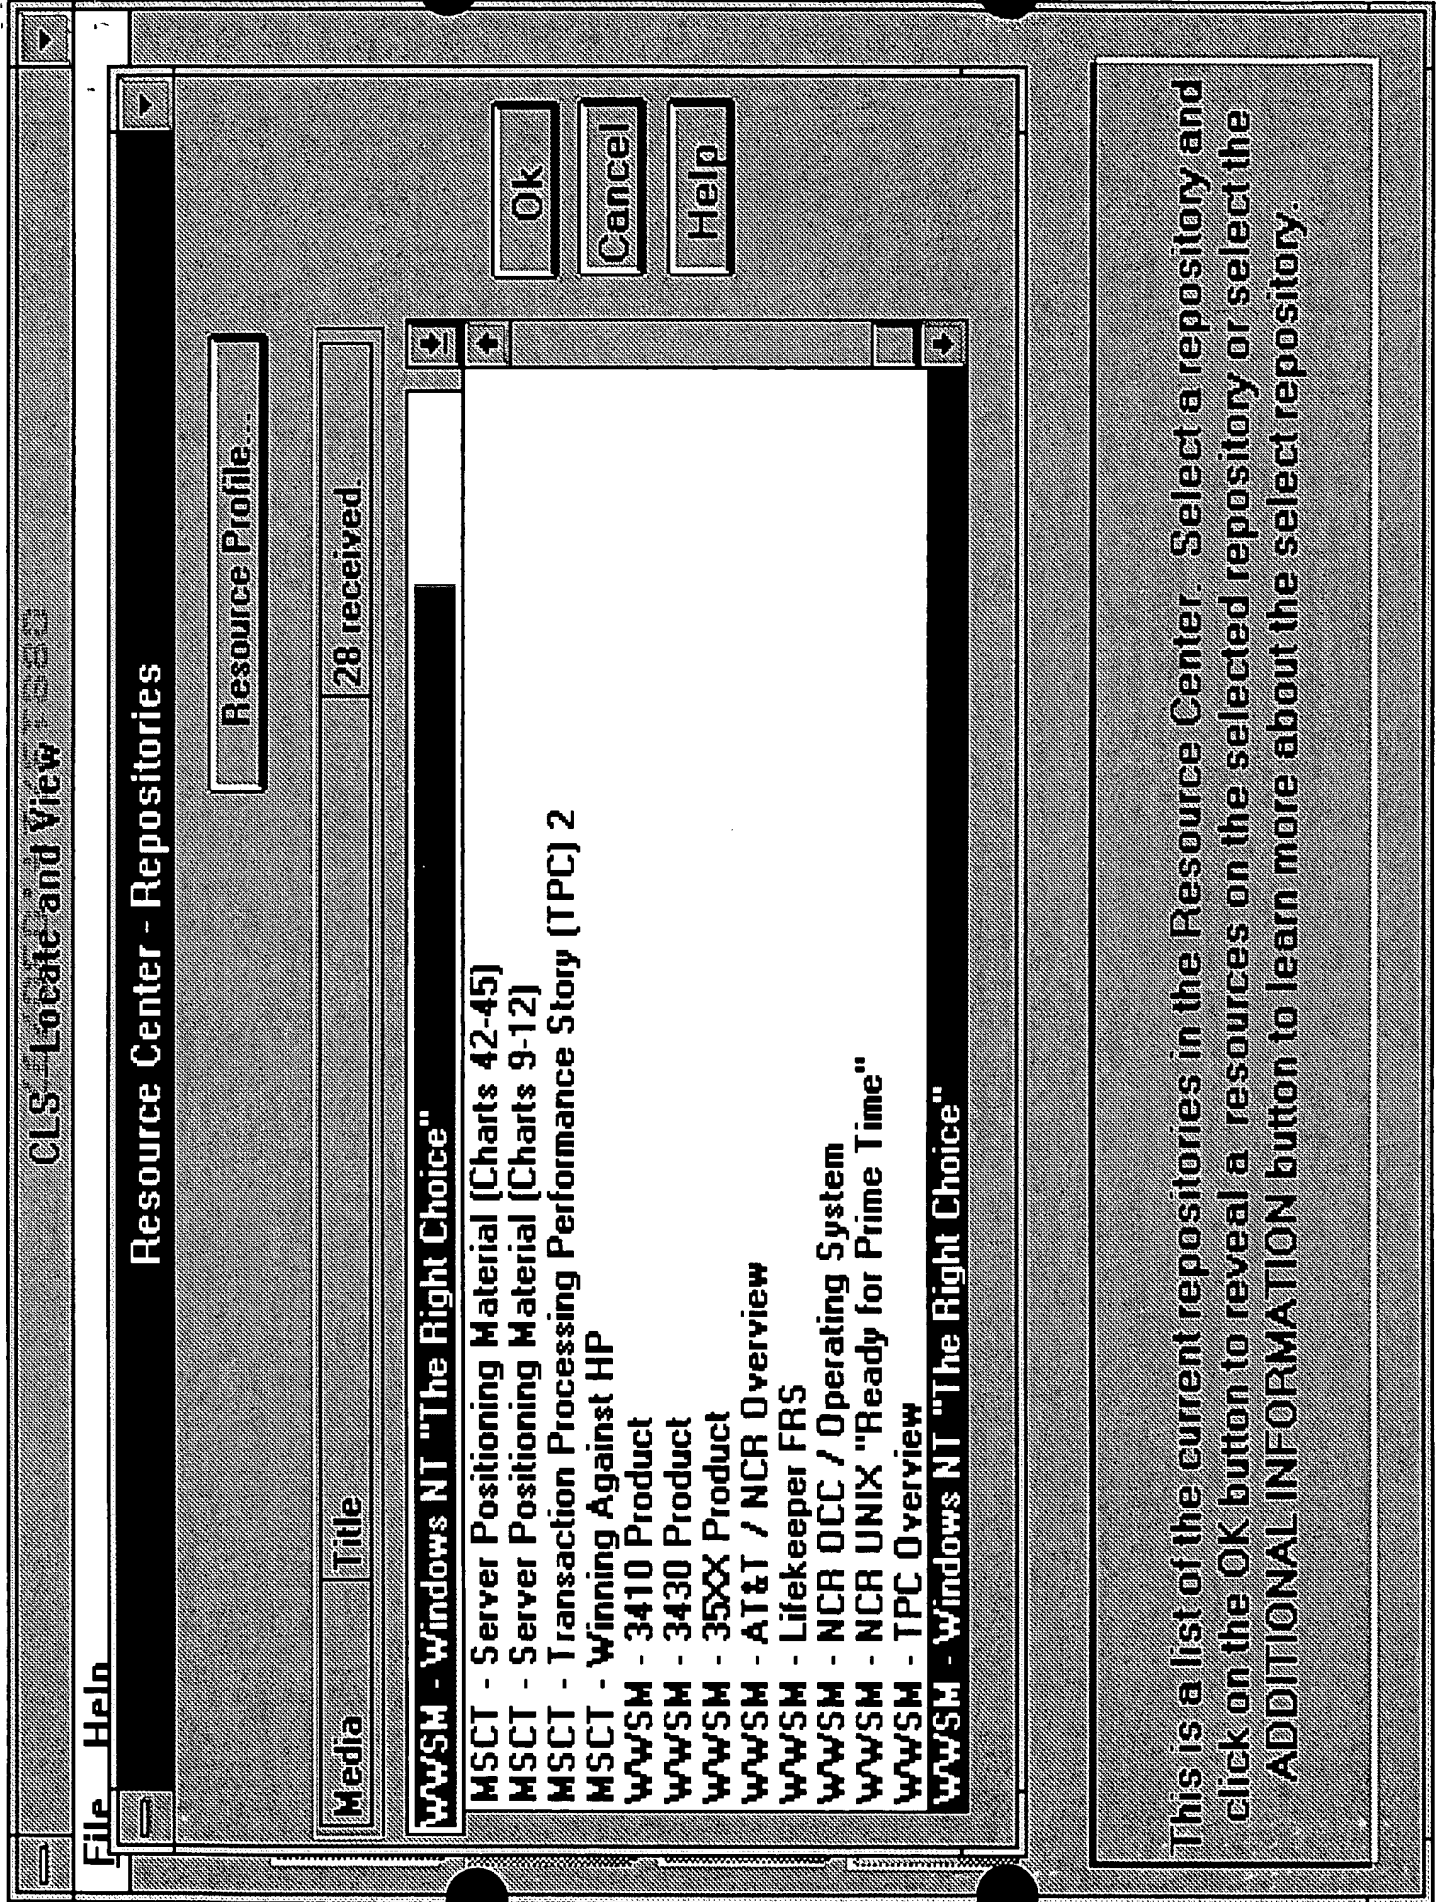 CLS - Locate and View
File Help
Resource Center - Repositories
Resource Profile...
Media Title 28 received.
WWSM - Windows NT "The Right Choice"
MSCT - Server Positioning Material (Charts 42-45)
MSCT - Server Positioning Material (Charts 9-12)
MSCT - Transaction Processing Performance Story (TPC) 2
MSCT - Winning Against HP
WWSM - 3410 Product
WWSM - 3430 Product
WWSM - 35XX Product
WWSM - AT&T / NCR Overview
WWSM - Lifekeeper FRS
WWSM - NCR OCC / Operating System
WWSM - NCR UNIX "Ready for Prime Time"
WWSM - TPC Overview
WWSM - Windows NT "The Right Choice"
Ok
Cancel
Help
This is a list of the current repositories in the Resource Center. Select a repository and
click on the OK button to reveal a resources on the selected repository or select the
ADDITIONAL INFORMATION button to learn more about the select repository.